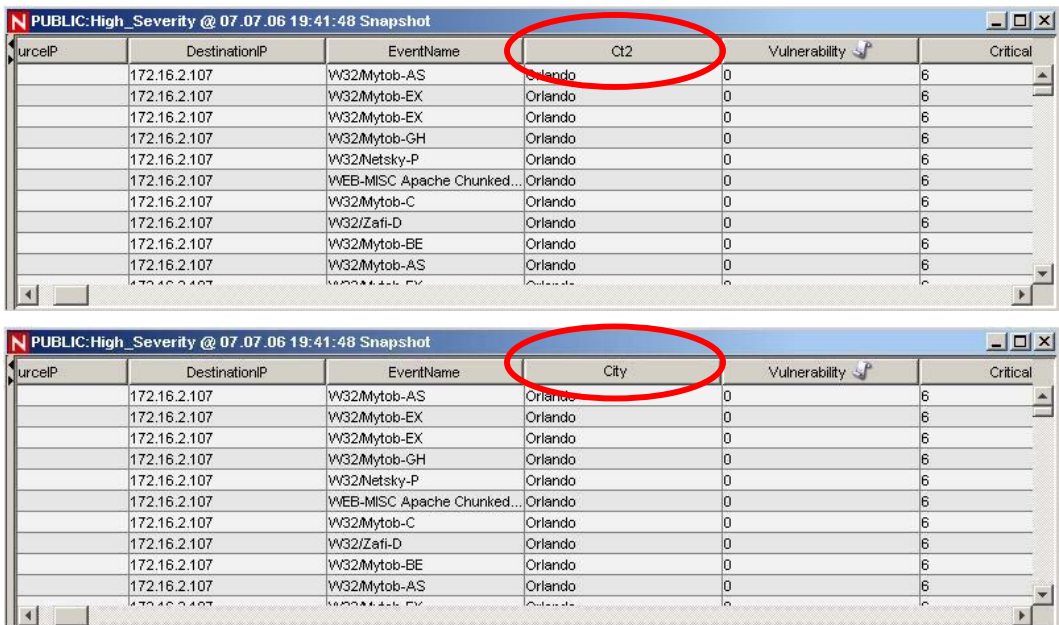 N PUBLIC:High_Severity @ 07.07.06 19:41:48 Snapshot
urceIP DestinationIP EventName Ct2 Vulnerability Critical
172.16.2.107 W32/Mytob-AS Orlando 0 6
172.16.2.107 W32/Mytob-EX Orlando 0 6
172.16.2.107 W32/Mytob-EX Orlando 0 6
172.16.2.107 W32/Mytob-GH Orlando 0 6
172.16.2.107 W32/Netsky-P Orlando 0 6
172.16.2.107 WEB-MISC Apache Chunked... Orlando 0 6
172.16.2.107 W32/Mytob-C Orlando 0 6
172.16.2.107 W32/Zafi-D Orlando 0 6
172.16.2.107 W32/Mytob-BE Orlando 0 6
172.16.2.107 W32/Mytob-AS Orlando 0 6
N PUBLIC:High_Severity @ 07.07.06 19:41:48 Snapshot
urceIP DestinationIP EventName City Vulnerability Critical
172.16.2.107 W32/Mytob-AS Orlando 0 6
172.16.2.107 W32/Mytob-EX Orlando 0 6
172.16.2.107 W32/Mytob-EX Orlando 0 6
172.16.2.107 W32/Mytob-GH Orlando 0 6
172.16.2.107 W32/Netsky-P Orlando 0 6
172.16.2.107 WEB-MISC Apache Chunked... Orlando 0 6
172.16.2.107 W32/Mytob-C Orlando 0 6
172.16.2.107 W32/Zafi-D Orlando 0 6
172.16.2.107 W32/Mytob-BE Orlando 0 6
172.16.2.107 W32/Mytob-AS Orlando 0 6